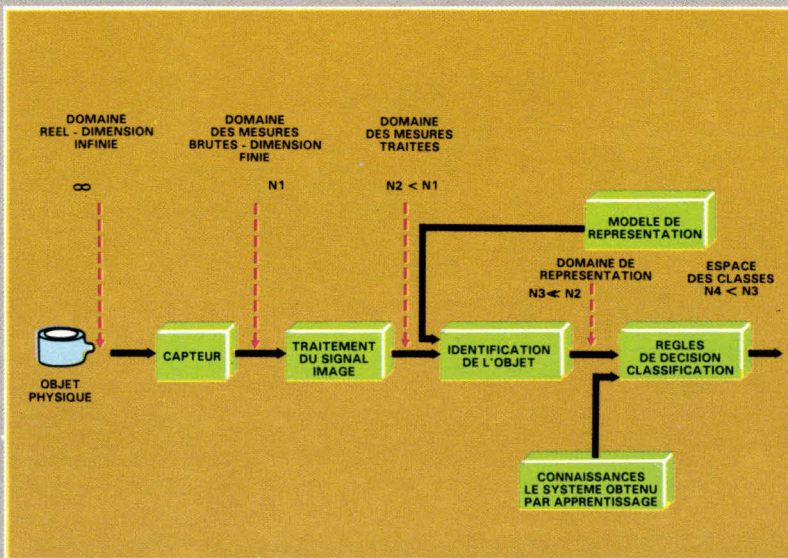 DOMAINE
REEL - DIMENSION
INFINIE
∞
DOMAINE
DES MESURES
BRUTES - DIMENSION
FINIE
N1
DOMAINE
DES MESURES
TRAITEES
N2 < N1
MODELE DE
REPRESENTATION
DOMAINE DE
REPRESENTATION
N3 ≪ N2
ESPACE
DES CLASSES
N4 < N3
OBJET
PHYSIQUE
CAPTEUR
TRAITEMENT
DU SIGNAL
IMAGE
IDENTIFICATION
DE L'OBJET
REGLES
DE DECISION
CLASSIFICATION
CONNAISSANCES
LE SYSTEME OBTENU
PAR APPRENTISSAGE